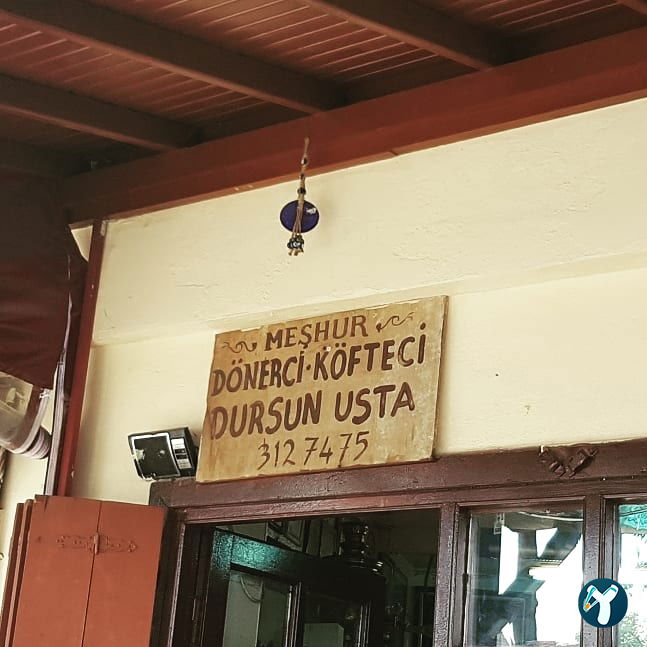 MEŞHUR
DÖNERCİ·KÖFTECİ
DURSUN USTA
312 74 75